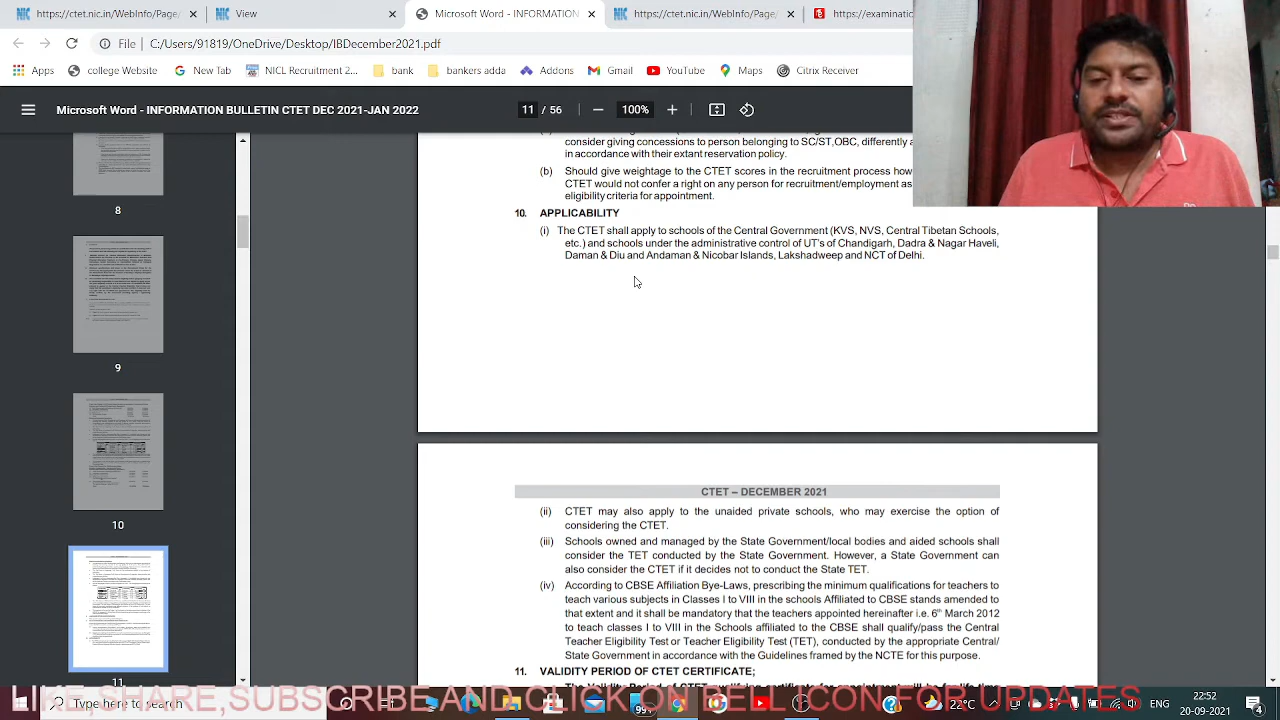 https://ctet.nic.in/WebInfo/Page/
View
Microsoft Word - INFORMATION
https://ctet.nic.in/WebInfo/Page/
https://examinatio
File | C:/Users/91819/OneDrive/Desktop/IBDecember2021.pdf
Apps college Website New Tab NICL Recruitment 2... bank bankers adda Addons Gmail YouTube Maps Citrix Receiver
Microsoft Word - INFORMATION BULLETIN CTET DEC 2021-JAN 2022 11 / 56 100%
consider giving concessions to person belonging to SC/ST,OBC, differently a
in accordance with their extant reservation policy.
(b) Should give weightage to the CTET scores in the recruitment process how
CTET would not confer a right on any person for recruitment/employment as
eligibility criteria for appointment.
10. APPLICABILITY
(i) The CTET shall apply to schools of the Central Government (KVS, NVS, Central Tibetan Schools,
etc.) and schools under the administrative control of UT's of Chandigarh, Dadra & Nagar Haveli,
Daman & Diu and Andaman & Nicobar Islands, Lakshadweep and NCT of Delhi.
8
9
10
11
CTET – DECEMBER 2021
(ii) CTET may also apply to the unaided private schools, who may exercise the option of
considering the CTET.
(iii) Schools owned and managed by the State Government/local bodies and aided schools shall
consider the TET conducted by the State Government. However, a State Government can
also consider the CTET if it decides not to conduct the State TET.
(iv) According to CBSE Affiliation Bye-Laws, prescribing the minimum qualifications for teachers to
teach various subjects in Classes I to VIII in the schools Affiliated to CBSE stands amended to
that extent and it shall be mandatory that the teachers appointed hereinafter i.e. 6th March 2012
to teach classes I to VIII in the Schools affiliated to the CBSE shall qualify/pass the Central
Teacher Eligibility Test or Teacher Eligibility Test (TET), conducted by the appropriate Central/
State Government in accordance with the Guidelines framed by the NCTE for this purpose.
11. VALIDITY PERIOD OF CTET CERTIFICATE;
Type here to search
ENG
22:52
20-09-2021